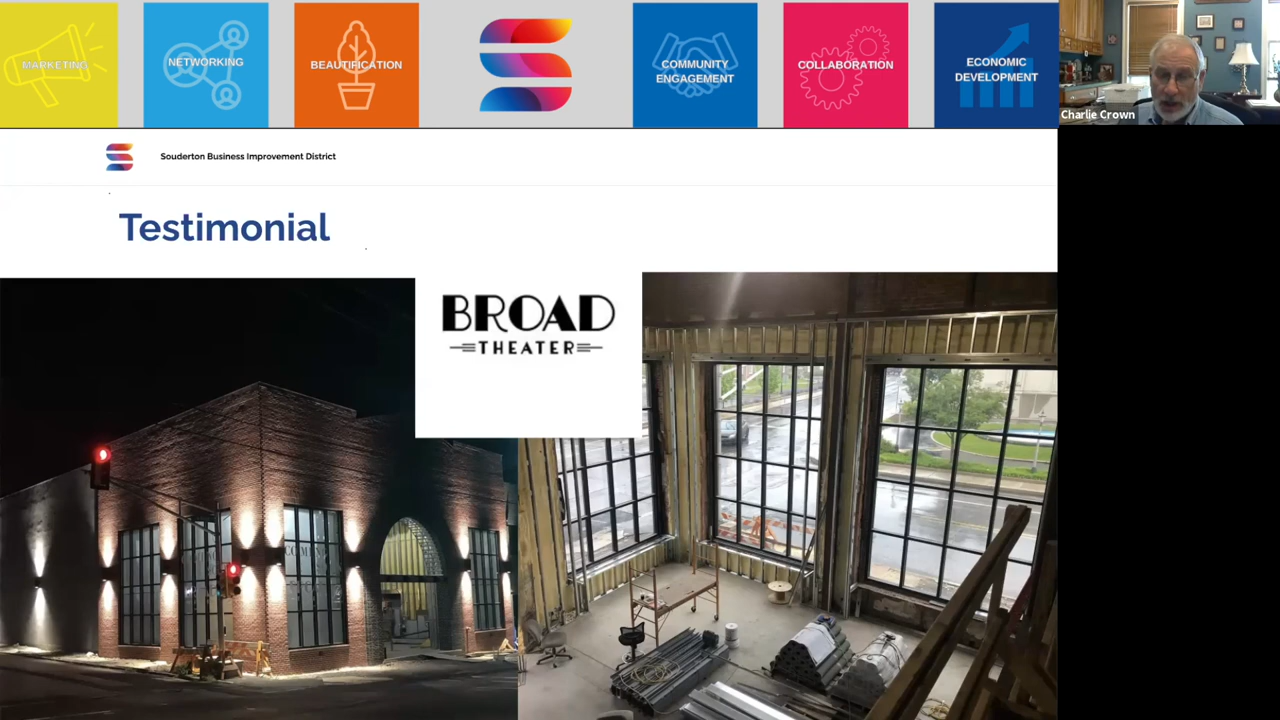 MARKETING
NETWORKING
BEAUTIFICATION
COMMUNITY
ENGAGEMENT
COLLABORATION
ECONOMIC
DEVELOPMENT
Charlie Crown
Souderton Business Improvement District
Testimonial
BROAD
THEATER